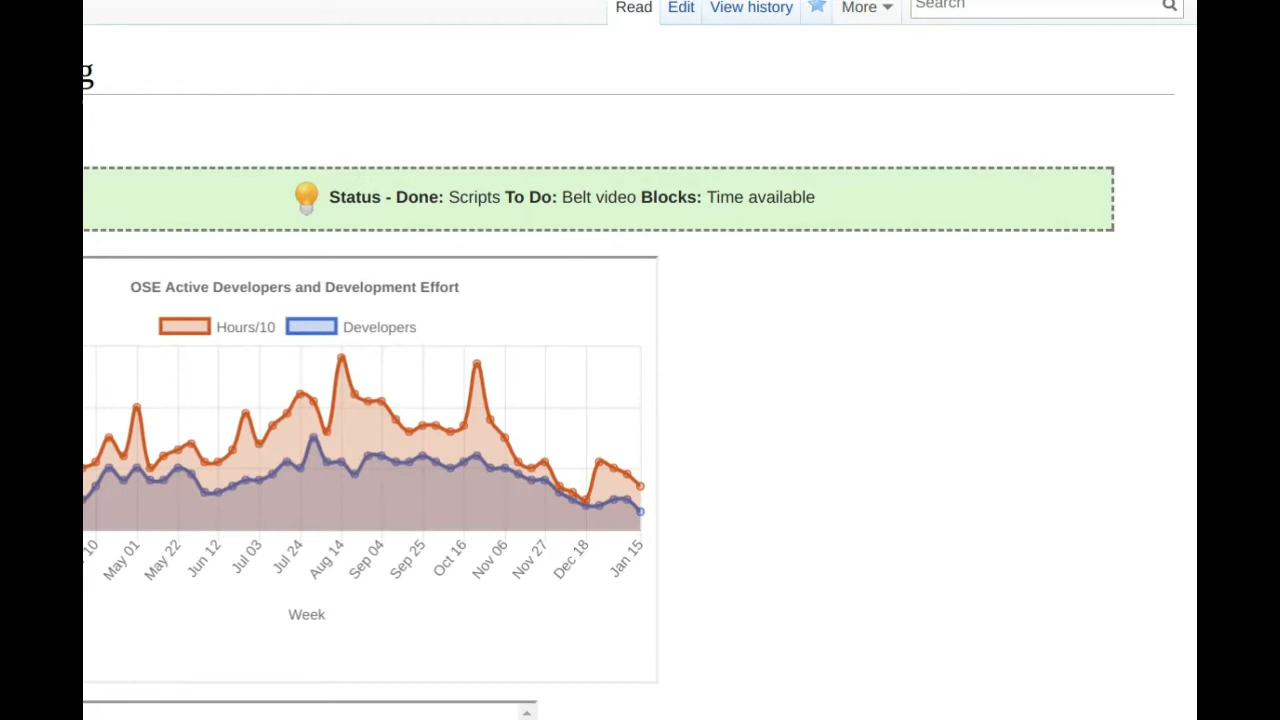 Read Edit View history More Search
g
Status - Done: Scripts To Do: Belt video Blocks: Time available
OSE Active Developers and Development Effort
Hours/10 Developers
10 May 01 May 22 Jun 12 Jul 03 Jul 24 Aug 14 Sep 04 Sep 25 Oct 16 Nov 06 Nov 27 Dec 18 Jan 15
Week